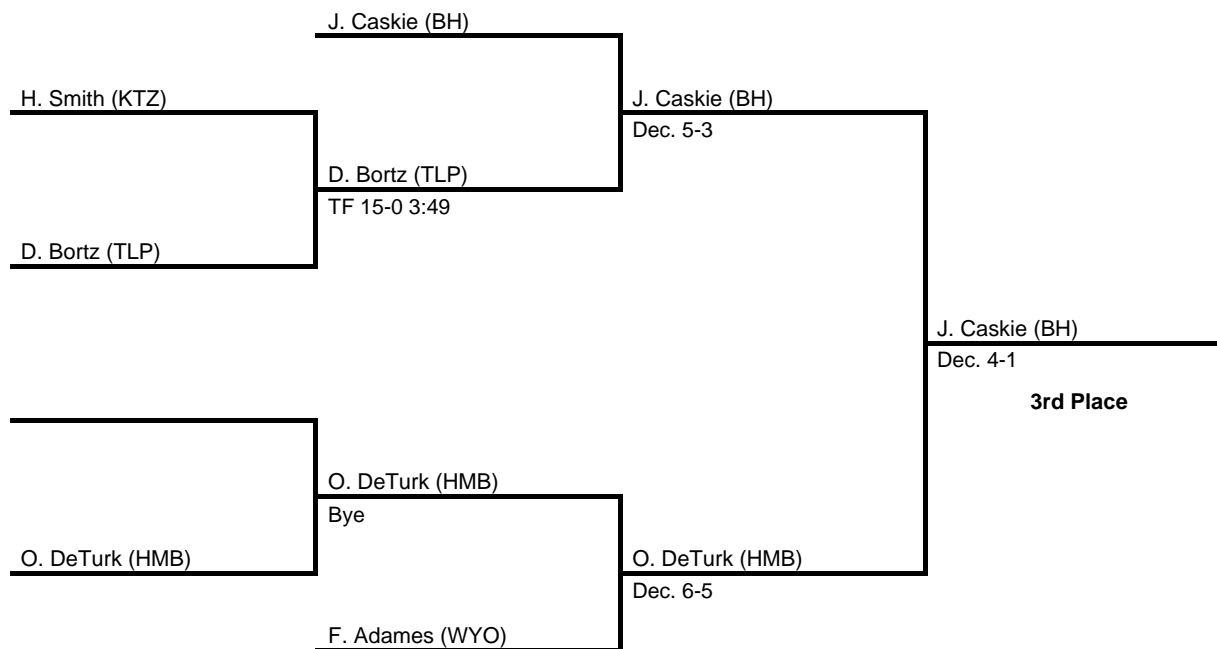 J. Caskie (BH)
H. Smith (KTZ)
J. Caskie (BH)
Dec. 5-3
D. Bortz (TLP)
TF 15-0 3:49
D. Bortz (TLP)
J. Caskie (BH)
Dec. 4-1
3rd Place
O. DeTurk (HMB)
Bye
O. DeTurk (HMB)
O. DeTurk (HMB)
Dec. 6-5
F. Adames (WYO)